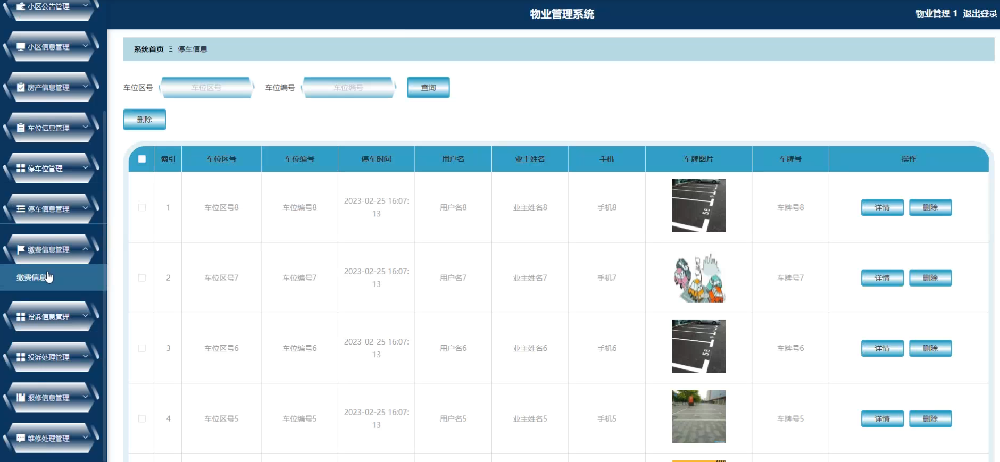 小区公告管理
物业管理系统
物业管理 1 退出登录
小区信息管理
系统首页 Ξ 停车信息
房产信息管理
车位区号 车位区号 车位编号 车位编号 查询
车位信息管理
删除
停车位管理
索引 车位区号 车位编号 停车时间 用户名 业主姓名 手机 车牌图片 车牌号 操作
停车信息管理
1 车位区号8 车位编号8 2023-02-25 16:07:
13 用户名8 业主姓名8 手机8 车牌号8 详情 删除
缴费信息管理
缴费信息
2 车位区号7 车位编号7 2023-02-25 16:07:
13 用户名7 业主姓名7 手机7 车牌号7 详情 删除
投诉信息管理
3 车位区号6 车位编号6 2023-02-25 16:07:
13 用户名6 业主姓名6 手机6 车牌号6 详情 删除
投诉处理管理
报修信息管理
4 车位区号5 车位编号5 2023-02-25 16:07:
13 用户名5 业主姓名5 手机5 车牌号5 详情 删除
维修处理管理